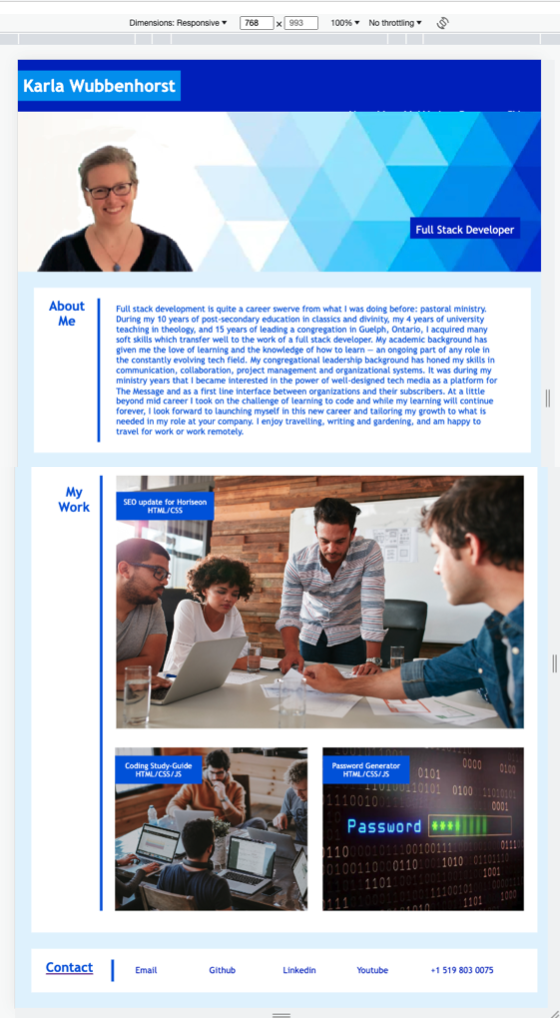 Dimensions: Responsive ▾ 768 x 993 100% ▾ No throttling ▾
Karla Wubbenhorst
Full Stack Developer
About
Me
Full stack development is quite a career swerve from what I was doing before: pastoral ministry.
During my 10 years of post-secondary education in classics and divinity, my 4 years of university
teaching in theology, and 15 years of leading a congregation in Guelph, Ontario, I acquired many
soft skills which transfer well to the work of a full stack developer. My academic background has
given me the love of learning and the knowledge of how to learn — an ongoing part of any role in
the constantly evolving tech field. My congregational leadership background has honed my skills in
communication, collaboration, project management and organizational systems. It was during my
ministry years that I became interested in the power of well-designed tech media as a platform for
The Message and as a first line interface between organizations and their subscribers. At a little
beyond mid career I took on the challenge of learning to code and while my learning will continue
forever, I look forward to launching myself in this new career and tailoring my growth to what is
needed in my role at your company. I enjoy travelling, writing and gardening, and am happy to
travel for work or work remotely.
My
Work
SEO update for Horiseon
HTML/CSS
Coding Study-Guide
HTML/CSS/JS
Password Generator
HTML/CSS/JS
Password ***
Contact
Email
Github
Linkedin
Youtube
+1 519 803 0075